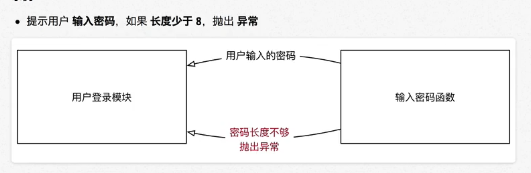 提示用户 输入密码，如果 长度少于 8，抛出 异常
用户输入的密码
用户登录模块
输入密码函数
密码长度不够
抛出异常